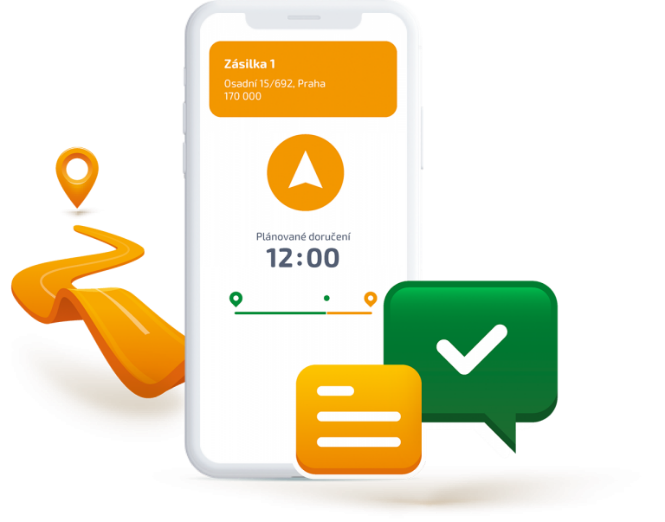 Zásilka 1
Osadní 15/692, Praha
170 000
Plánované doručení
12:00